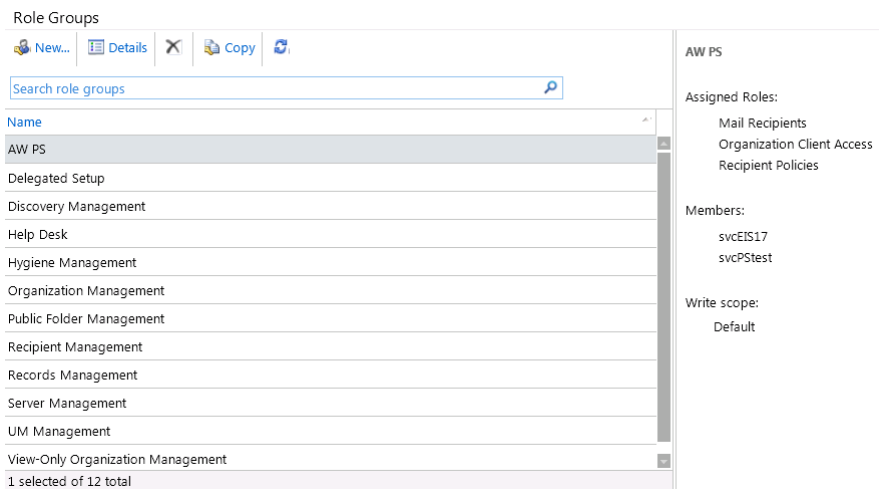 Role Groups
New... Details Copy
Search role groups
Name
AW PS
Delegated Setup
Discovery Management
Help Desk
Hygiene Management
Organization Management
Public Folder Management
Recipient Management
Records Management
Server Management
UM Management
View-Only Organization Management
1 selected of 12 total
AW PS
Assigned Roles:
Mail Recipients
Organization Client Access
Recipient Policies
Members:
svcEIS17
svcPStest
Write scope:
Default